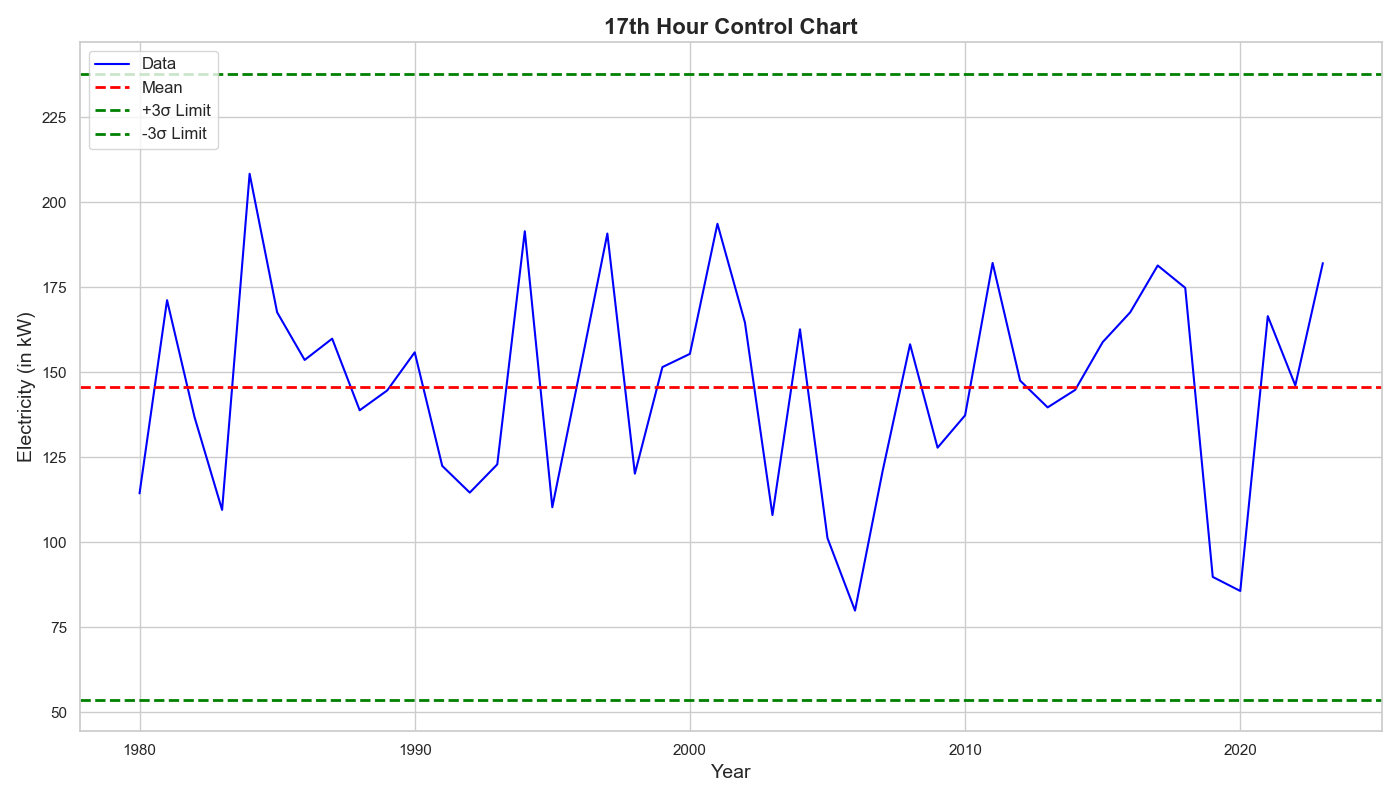 17th Hour Control Chart
Data
Mean
+3σ Limit
-3σ Limit
Electricity (in kW)
225
200
175
150
125
100
75
50
1980
1990
2000
2010
2020
Year